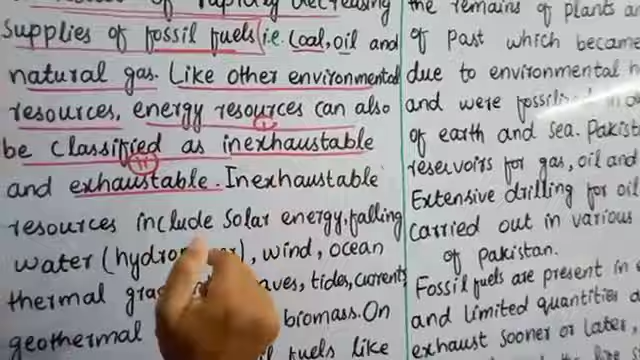 decreasing
Supplies of fossil fuels i.e. Coal, oil and
natural gas. Like other environmental
resources, energy resources can also
be classified as inexhaustable
and exhaustable. Inexhaustable
resources include Solar energy, falling
water (hydro), wind, ocean
thermal tides, currents
geothermal biomass. On
fuels like
the remains of plants
of past which became
due to environmental
and were
of earth and sea.
reservoirs for gas, oil and
Extensive drilling for oil
Carried out in various
of pakistan.
Fossil fuels are present in
and limited quantities
exhaust sooner or later,